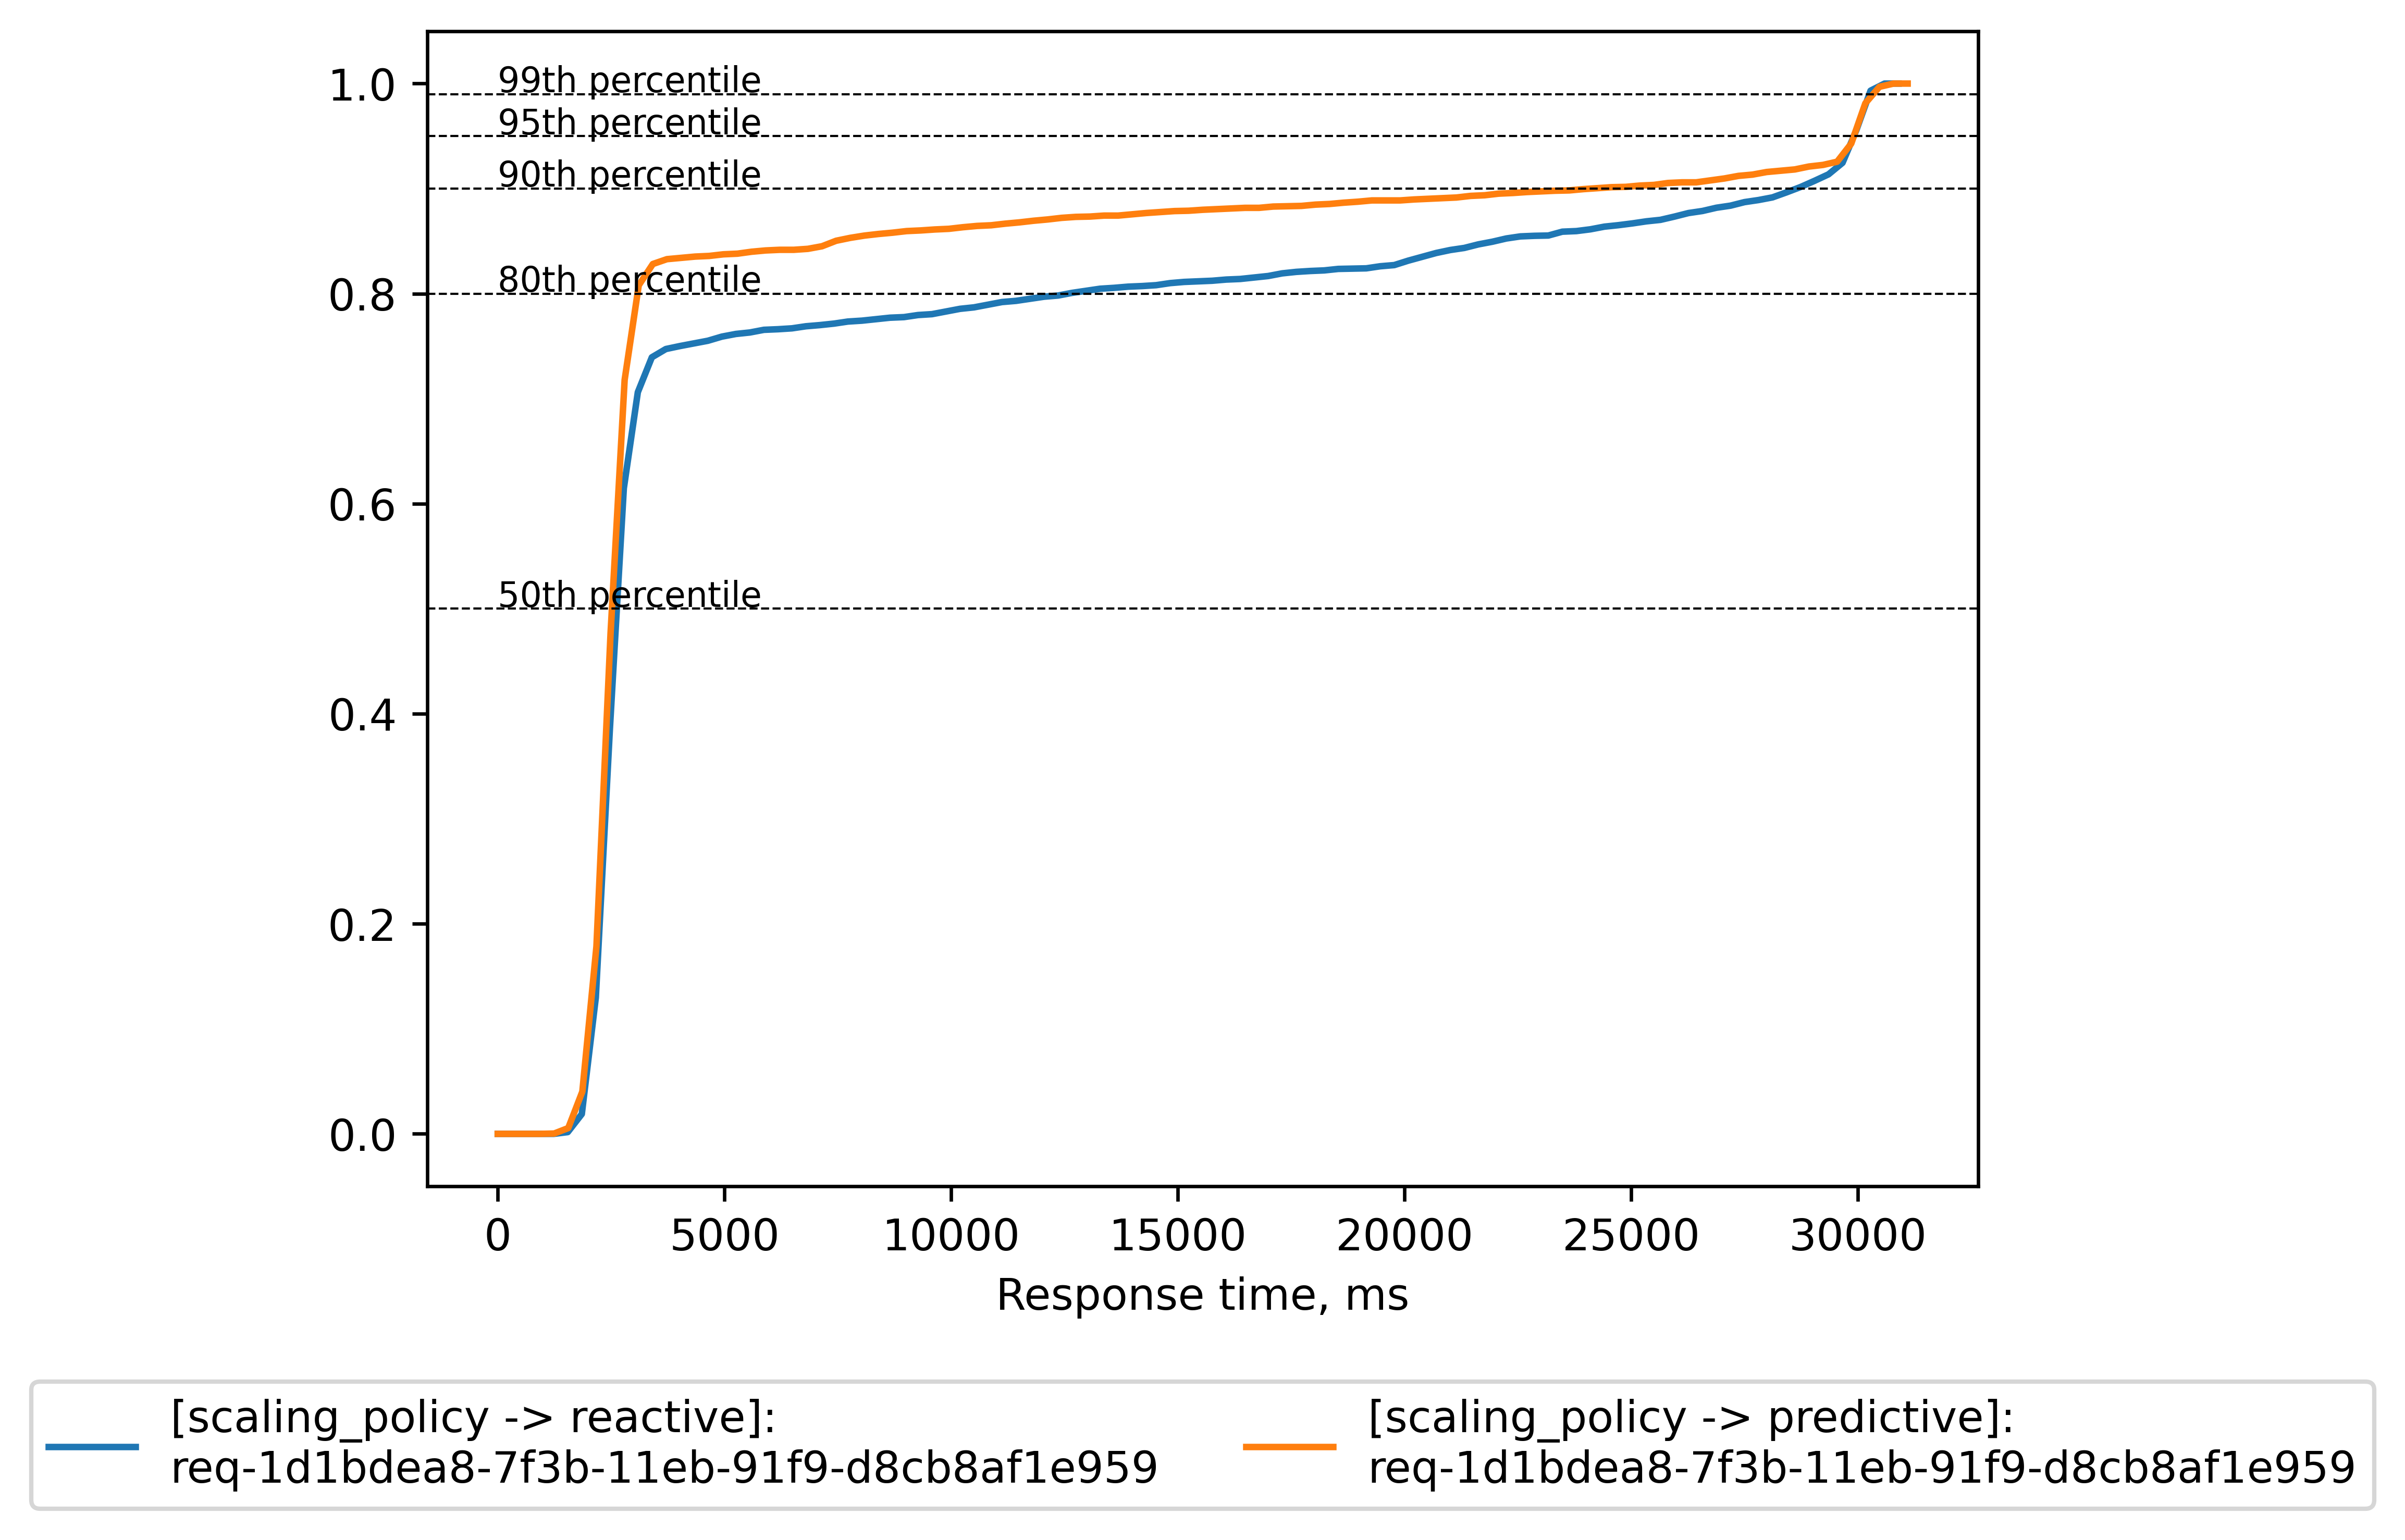 1.0
0.8
0.6
0.4
0.2
0.0
99th percentile
95th percentile
90th percentile
80th percentile
50th percentile
0 5000 10000 15000 20000 25000 30000
Response time, ms
[scaling_policy -> reactive]:
req-1d1bdea8-7f3b-11eb-91f9-d8cb8af1e959
[scaling_policy -> predictive]:
req-1d1bdea8-7f3b-11eb-91f9-d8cb8af1e959